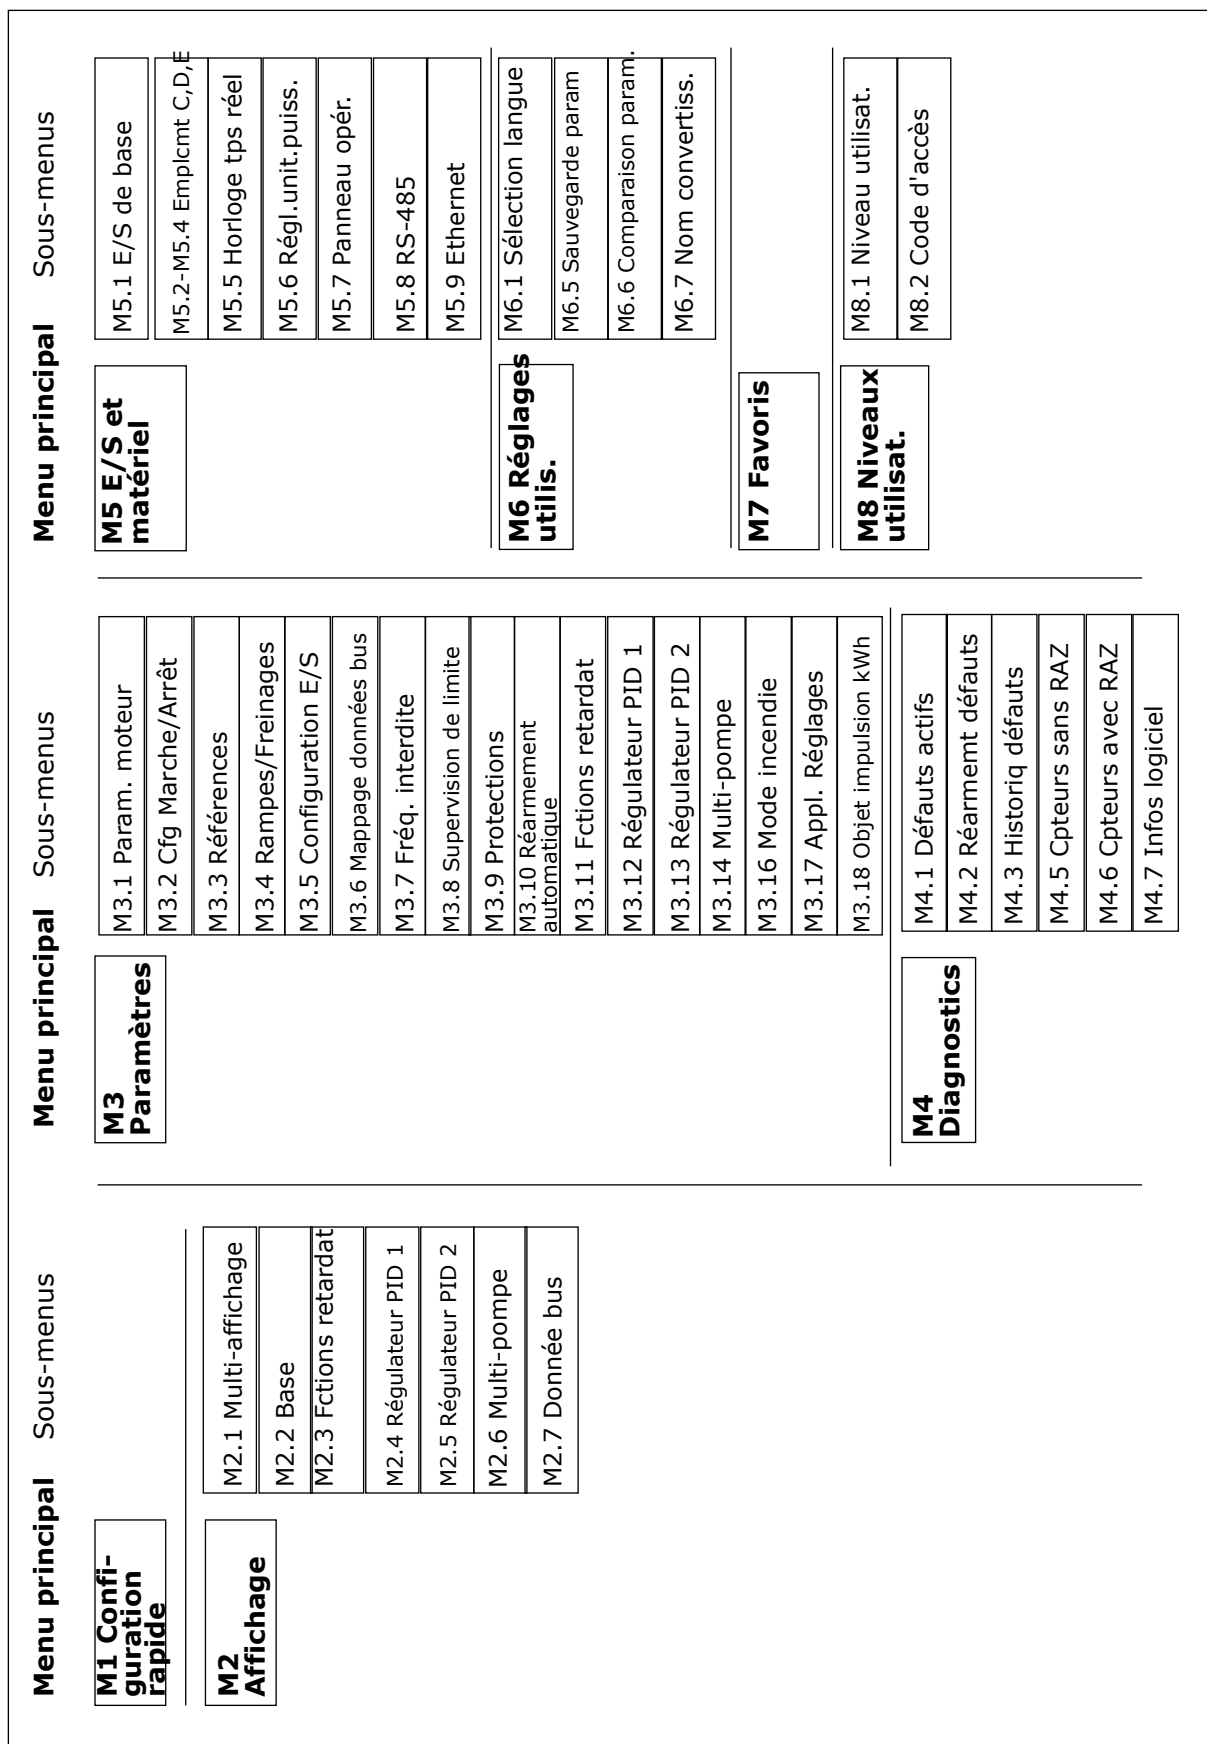 Menu principal
Sous-menus
M1 Confi-
guration
rapide
M2
Affichage
M2.1 Multi-affichage
M2.2 Base
M2.3 Fctions retardat
M2.4 Régulateur PID 1
M2.5 Régulateur PID 2
M2.6 Multi-pompe
M2.7 Donnée bus
Menu principal
Sous-menus
M3
Paramètres
M3.1 Param. moteur
M3.2 Cfg Marche/Arrêt
M3.3 Références
M3.4 Rampes/Freinages
M3.5 Configuration E/S
M3.6 Mappage données bus
M3.7 Fréq. interdite
M3.8 Supervision de limite
M3.9 Protections
M3.10 Réarmement
automatique
M3.11 Fctions retardat
M3.12 Régulateur PID 1
M3.13 Régulateur PID 2
M3.14 Multi-pompe
M3.16 Mode incendie
M3.17 Appl. Réglages
M3.18 Objet impulsion kWh
M4
Diagnostics
M4.1 Défauts actifs
M4.2 Réarmemt défauts
M4.3 Historiq défauts
M4.5 Cpteurs sans RAZ
M4.6 Cpteurs avec RAZ
M4.7 Infos logiciel
Menu principal
Sous-menus
M5 E/S et
matériel
M5.1 E/S de base
M5.2-M5.4 Emplcmt C,D,E
M5.5 Horloge tps réel
M5.6 Régl.unit.puiss.
M5.7 Panneau opér.
M5.8 RS-485
M5.9 Ethernet
M6 Réglages
utilis.
M6.1 Sélection langue
M6.5 Sauvegarde param
M6.6 Comparaison param.
M6.7 Nom convertiss.
M7 Favoris
M8 Niveaux
utilisat.
M8.1 Niveau utilisat.
M8.2 Code d'accès